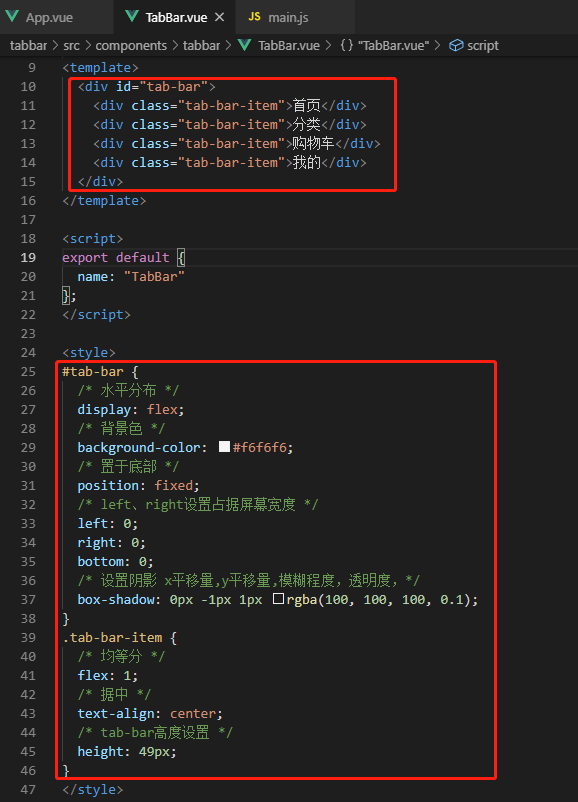 App.vue TabBar.vue JS main.js
tabbar > src > components > tabbar > TabBar.vue > {} "TabBar.vue" > script
9 <template>
10 <div id="tab-bar">
11 <div class="tab-bar-item">首页</div>
12 <div class="tab-bar-item">分类</div>
13 <div class="tab-bar-item">购物车</div>
14 <div class="tab-bar-item">我的</div>
15 </div>
16 </template>
17
18 <script>
19 export default {
20 name: "TabBar"
21 };
22 </script>
23
24 <style>
25 #tab-bar {
26 /* 水平分布 */
27 display: flex;
28 /* 背景色 */
29 background-color: #f6f6f6;
30 /* 置于底部 */
31 position: fixed;
32 /* left、right设置占据屏幕宽度 */
33 left: 0;
34 right: 0;
35 bottom: 0;
36 /* 设置阴影 x平移量,y平移量,模糊程度，透明度，*/
37 box-shadow: 0px -1px 1px rgba(100, 100, 100, 0.1);
38 }
39 .tab-bar-item {
40 /* 均等分 */
41 flex: 1;
42 /* 据中 */
43 text-align: center;
44 /* tab-bar高度设置 */
45 height: 49px;
46 }
47 </style>